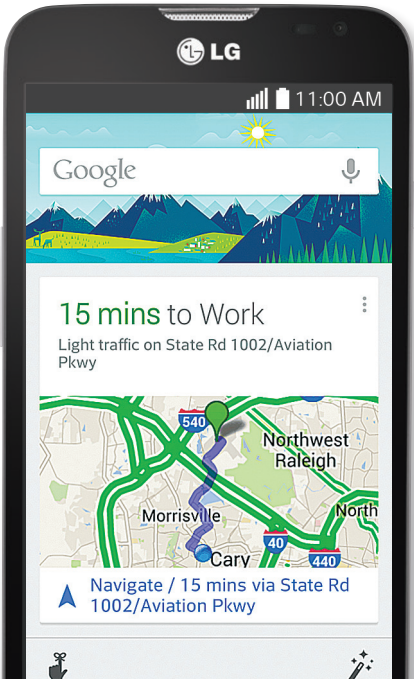 LG
11:00 AM
Google
15 mins to Work
Light traffic on State Rd 1002/Aviation
Pkwy
540
Northwest
Raleigh
Morrisville
North
40
Cary
440
Navigate / 15 mins via State Rd
1002/Aviation Pkwy